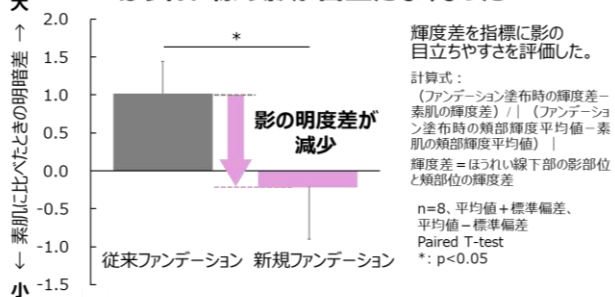 大
↑
素肌に比べたときの明暗差
↓
小
2.0
1.5
1.0
0.5
0.0
-0.5
-1.0
-1.5
*
影の明度差が
減少
従来ファンデーション
新規ファンデーション
輝度差を指標に影の
目立ちやすさを評価した。
計算式：
（ファンデーション塗布時の輝度差－
素肌の輝度差）/｜（ファンデーショ
ン塗布時の頬部輝度平均値－素
肌の頬部輝度平均値）｜
輝度差＝ほうれい線下部の影部位
と頬部位の輝度差
n=8、平均値＋標準偏差、
平均値－標準偏差
Paired T-test
*: p<0.05